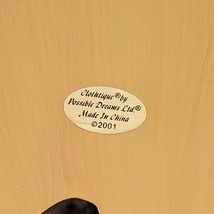 Clothtique® by
Possible Dreams Ltd®
Made In China
©2001